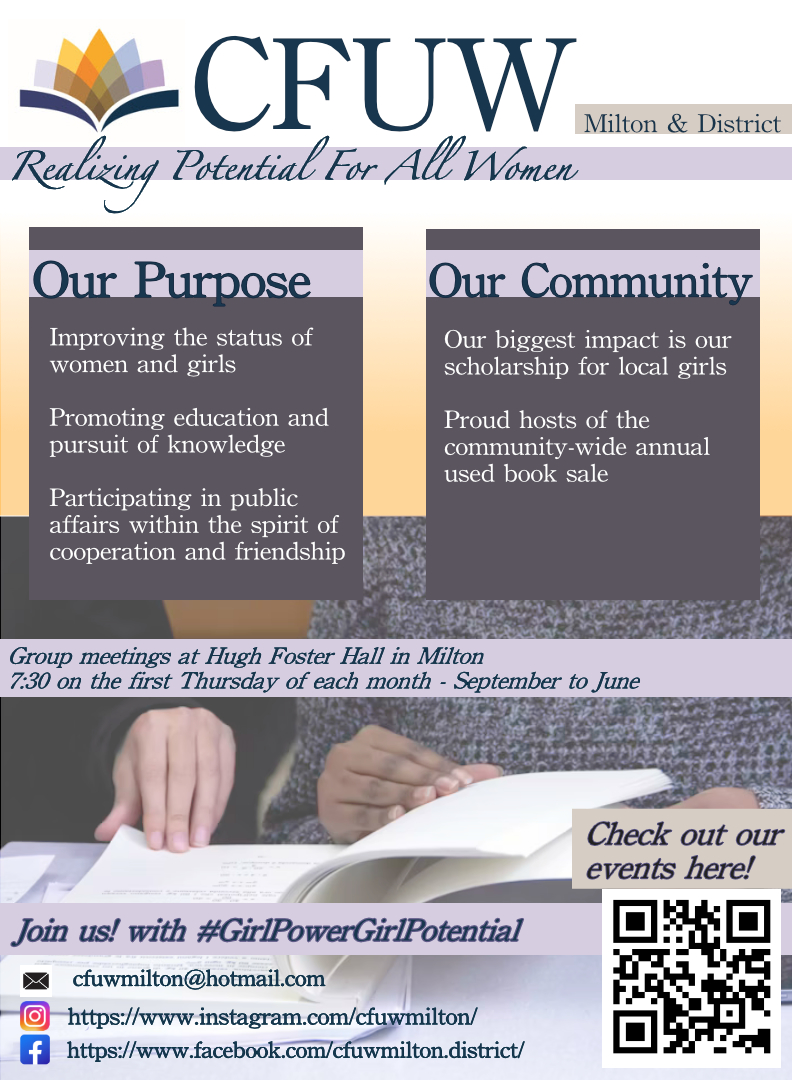 CFUW
Milton & District
Realizing Potential For All Women
Our Purpose
Improving the status of
women and girls
Promoting education and
pursuit of knowledge
Participating in public
affairs within the spirit of
cooperation and friendship
Our Community
Our biggest impact is our
scholarship for local girls
Proud hosts of the
community-wide annual
used book sale
Group meetings at Hugh Foster Hall in Milton
7:30 on the first Thursday of each month - September to June
Check out our
events here!
Join us! with #GirlPowerGirlPotential
cfuwmilton@hotmail.com
https://www.instagram.com/cfuwmilton/
https://www.facebook.com/cfuwmilton.district/